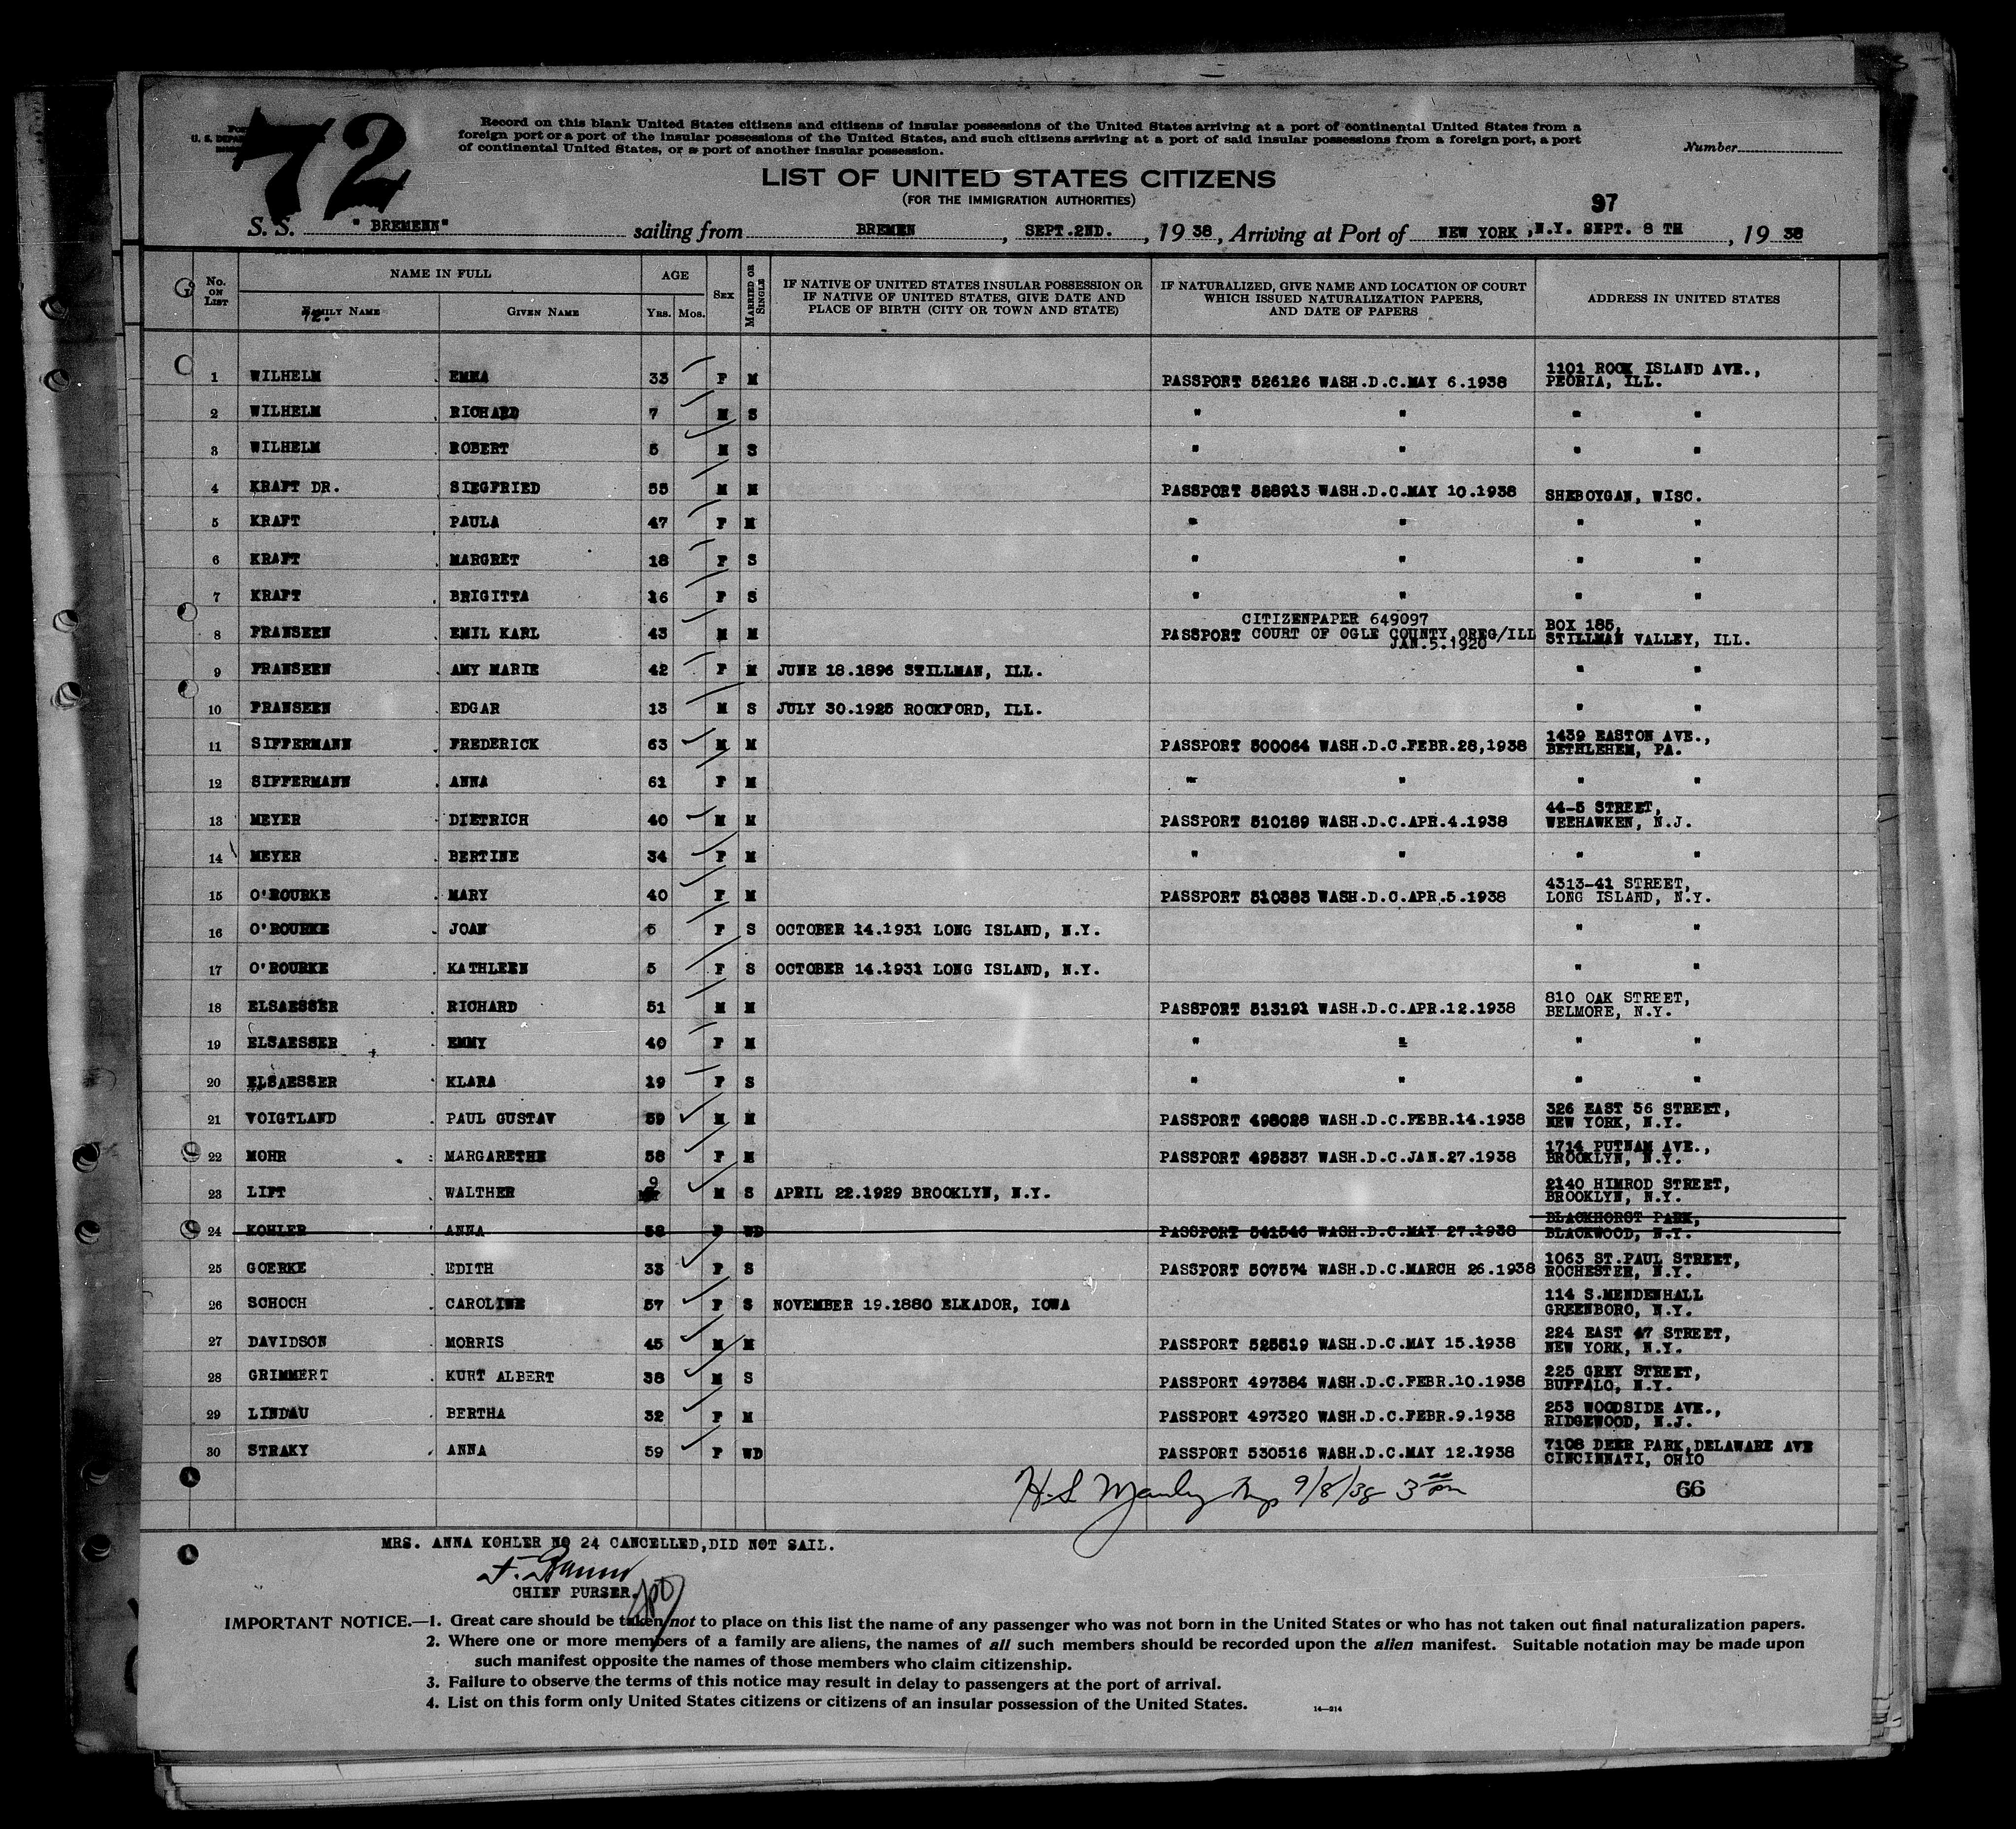 72
Record on this blank United States citizens and citizens of insular possessions of the United States arriving at a port of continental United States from a
foreign port or a port of the insular possessions of the United States, and such citizens arriving at a port of said insular possessions from a foreign port, a port
of continental United States, or a port of another insular possession.
Number
LIST OF UNITED STATES CITIZENS
(FOR THE IMMIGRATION AUTHORITIES)
97
S. S. "BREMENN" sailing from BREMEN, SEPT.2ND., 19 38, Arriving at Port of NEW YORK, N.Y. SEPT. 8 TH, 19 38
No. ON LIST NAME IN FULL FAMILY NAME GIVEN NAME AGE YRS. MOS. SEX MARRIED OR SINGLE IF NATIVE OF UNITED STATES INSULAR POSSESSION OR IF NATIVE OF UNITED STATES, GIVE DATE AND PLACE OF BIRTH (CITY OR TOWN AND STATE) IF NATURALIZED, GIVE NAME AND LOCATION OF COURT WHICH ISSUED NATURALIZATION PAPERS, AND DATE OF PAPERS ADDRESS IN UNITED STATES
72.
1 WILHELM EMMA 33 F M PASSPORT 526126 WASH.D.C.MAY 6.1938 1101 ROCK ISLAND AVE., PEORIA, ILL.
2 WILHELM RICHARD 7 M S " " " "
3 WILHELM ROBERT 5 M S " " " "
4 KRAFT DR. SIEGFRIED 55 M M PASSPORT 528913 WASH.D.C.MAY 10.1938 SHEBOYGAN, WISC.
5 KRAFT PAULA 47 F M " " " "
6 KRAFT MARGRET 18 F S " " " "
7 KRAFT BRIGITTA 16 F S " " " "
8 FRANSEEN EMIL KARL 43 M M PASSPORT CITIZENPAPER 649097 COURT OF OGLE COUNTY,OREG/ILL JAN.5.1920 BOX 185, STILLMAN VALLEY, ILL.
9 FRANSEEN AMY MARIE 42 F M JUNE 18.1896 STILLMAN, ILL. " "
10 FRANSEEN EDGAR 13 M S JULY 30.1925 ROCKFORD, ILL. " "
11 SIFFERMANN FREDERICK 63 M M PASSPORT 500064 WASH.D.C.FEBR.28,1938 1439 EASTON AVE., BETHLEHEM, PA.
12 SIFFERMANN ANNA 61 F M " " " "
13 MEYER DIETRICH 40 M M PASSPORT 510189 WASH.D.C.APR.4.1938 44-5 STREET, WEEHAWKEN, N.J.
14 MEYER BERTINE 34 F M " " " "
15 O'ROURKE MARY 40 F M PASSPORT 510383 WASH.D.C.APR.5.1938 4313-41 STREET, LONG ISLAND, N.Y.
16 O'ROURKE JOAN 5 F S OCTOBER 14.1931 LONG ISLAND, N.Y. " "
17 O'ROURKE KATHLEEN 5 F S OCTOBER 14.1931 LONG ISLAND, N.Y. " "
18 ELSAESSER RICHARD 51 M M PASSPORT 513191 WASH.D.C.APR.12.1938 810 OAK STREET, BELMORE, N.Y.
19 ELSAESSER EMMY 40 F M " " " "
20 ELSAESSER KLARA 19 F S " " " "
21 VOIGTLAND PAUL GUSTAV 59 M M PASSPORT 498028 WASH.D.C.FEBR.14.1938 326 EAST 56 STREET, NEW YORK, N.Y.
22 MOHR MARGARETHE 58 F M PASSPORT 495337 WASH.D.C.JAN.27.1938 1714 PUTNAM AVE., BROOKLYN, N.Y.
23 LIFT WALTHER 9 M S APRIL 22.1929 BROOKLYN, N.Y. 2140 HIMROD STREET, BROOKLYN, N.Y.
24 KOHLER ANNA 58 F WD PASSPORT 541546 WASH.D.C.MAY 27.1938 BLACKHORST PARK, BLACKWOOD, N.Y.
25 GOERKE EDITH 33 F S PASSPORT 507574 WASH.D.C.MARCH 26.1938 1063 ST.PAUL STREET, ROCHESTER, N.Y.
26 SCHOCH CAROLINE 57 F S NOVEMBER 19.1880 ELKADOR, IOWA 114 S.MENDENHALL GREENBORO, N.Y.
27 DAVIDSON MORRIS 45 M M PASSPORT 525519 WASH.D.C.MAY 15.1938 224 EAST 47 STREET, NEW YORK, N.Y.
28 GRIMMERT KURT ALBERT 38 M S PASSPORT 497384 WASH.D.C.FEBR.10.1938 225 GREY STREET, BUFFALO, N.Y.
29 LINDAU BERTHA 32 F M PASSPORT 497320 WASH.D.C.FEBR.9.1938 253 WOODSIDE AVE., RIDGEWOOD, N.J.
30 STRAKY ANNA 59 F WD PASSPORT 530516 WASH.D.C.MAY 12.1938 7108 DEER PARK,DELAWARE AVE CINCINNATI, OHIO
H.S. Manly 9/8/38 3 00 pm
66
MRS. ANNA KOHLER NO 24 CANCELLED,DID NOT SAIL.
CHIEF PURSER.
IMPORTANT NOTICE.—1. Great care should be taken not to place on this list the name of any passenger who was not born in the United States or who has not taken out final naturalization papers.
2. Where one or more members of a family are aliens, the names of all such members should be recorded upon the alien manifest. Suitable notation may be made upon
such manifest opposite the names of those members who claim citizenship.
3. Failure to observe the terms of this notice may result in delay to passengers at the port of arrival.
4. List on this form only United States citizens or citizens of an insular possession of the United States.
14—214